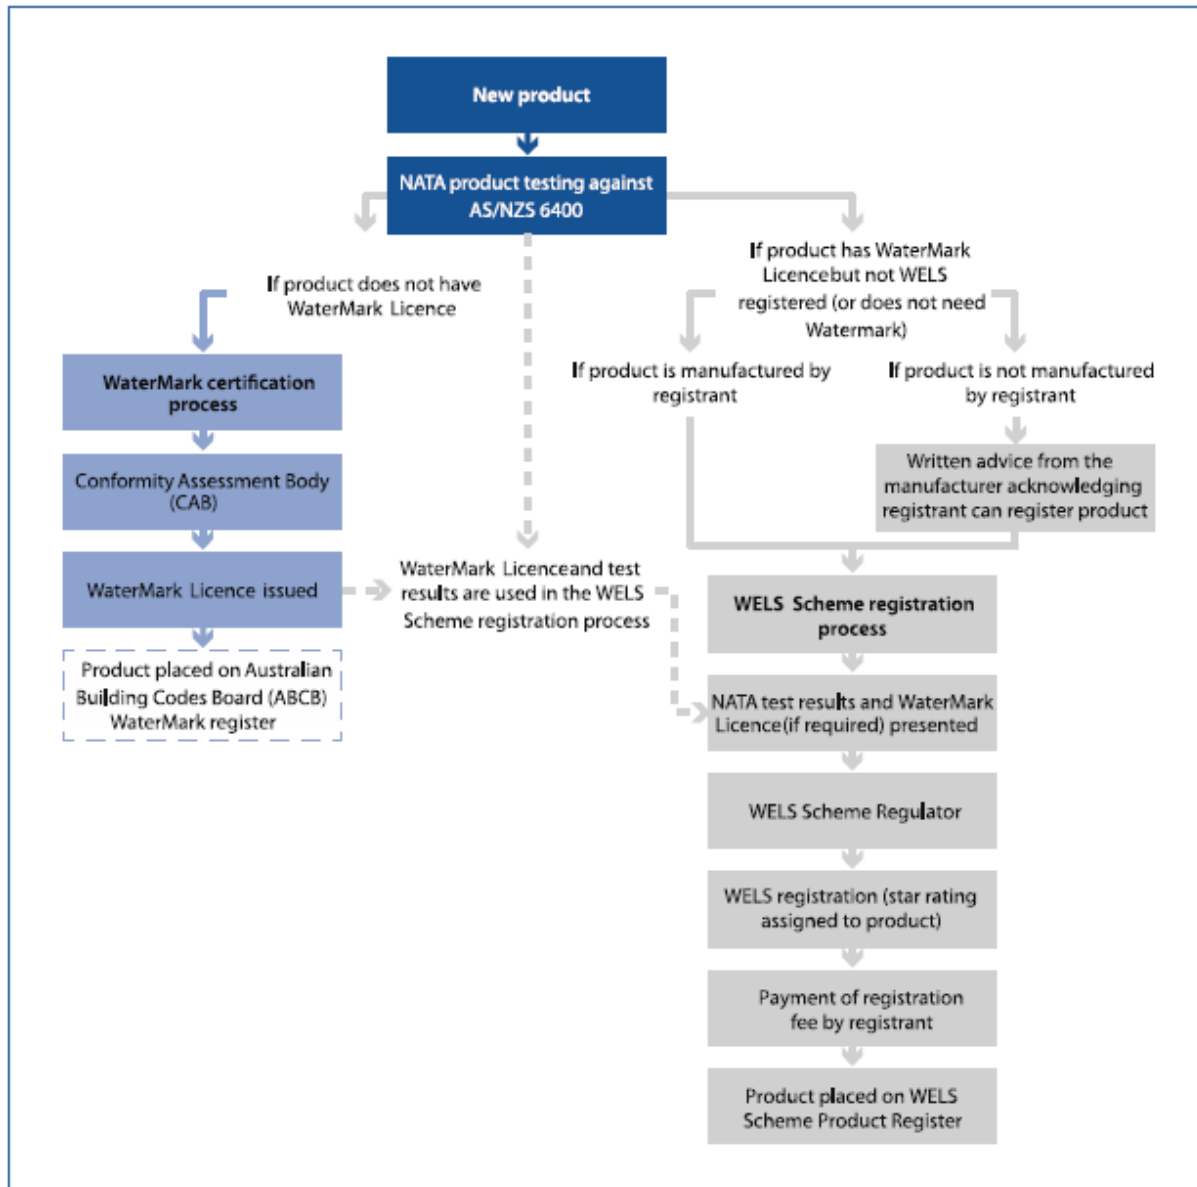 New product
NATA product testing against
AS/NZS 6400
If product does not have
WaterMark Licence
If product has WaterMark
Licencebut not WELS
registered (or does not need
Watermark)
WaterMark certification
process
Conformity Assessment Body
(CAB)
WaterMark Licence issued
Product placed on Australian
Building Codes Board (ABCB)
WaterMark register
WaterMark Licenceand test
results are used in the WELS
Scheme registration process
If product is manufactured by
registrant
If product is not manufactured
by registrant
Written advice from the
manufacturer acknowledging
registrant can register product
WELS Scheme registration
process
NATA test results and WaterMark
Licence(if required) presented
WELS Scheme Regulator
WELS registration (star rating
assigned to product)
Payment of registration
fee by registrant
Product placed on WELS
Scheme Product Register